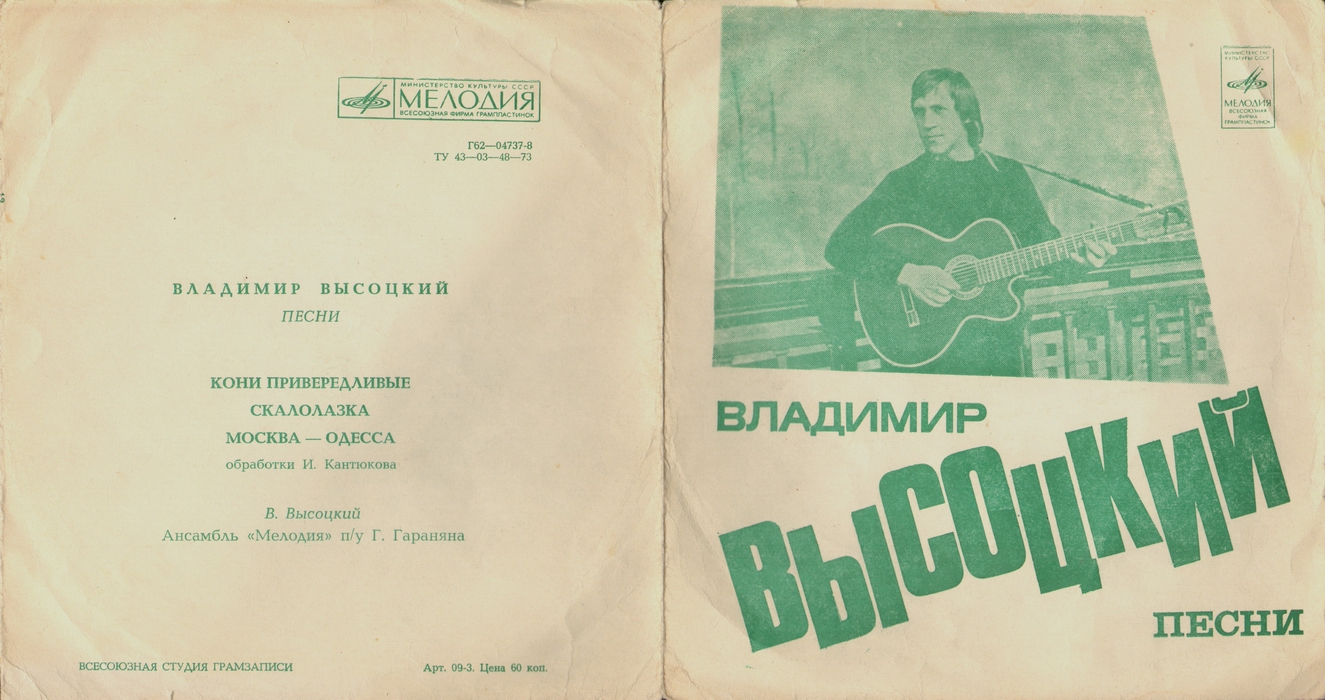 МИНИСТЕРСТВО КУЛЬТУРЫ СССР
МЕЛОДИЯ
ВСЕСОЮЗНАЯ ФИРМА ГРАМПЛАСТИНОК
Г62—04737-8
ТУ 43—03—48—73
ВЛАДИМИР ВЫСОЦКИЙ
ПЕСНИ
КОНИ ПРИВЕРЕДЛИВЫЕ
СКАЛОЛАЗКА
МОСКВА — ОДЕССА
обработки И. Кантюкова
В. Высоцкий
Ансамбль «Мелодия» п/у Г. Гараняна
ВСЕСОЮЗНАЯ СТУДИЯ ГРАМЗАПИСИ
Арт. 09-3. Цена 60 коп.
МИНИСТЕРСТВО
КУЛЬТУРЫ СССР
МЕЛОДИЯ
ВСЕСОЮЗНАЯ
ФИРМА
ГРАМПЛАСТИНОК
ВЛАДИМИР
ВЫСОЦКИЙ
ПЕСНИ